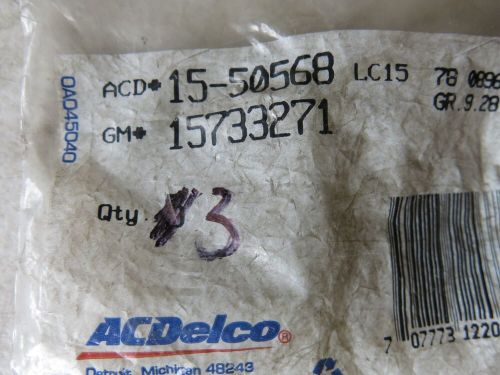 ACD# 15-50568 LC15 78 0896
GM# 15733271 GR.9.28
0A045040
Qty 3
ACDelco®
Detroit, Michigan 48243
7 07773 1220